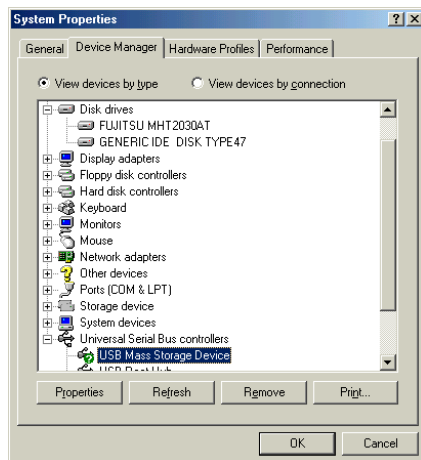 System Properties
General Device Manager Hardware Profiles Performance
View devices by type View devices by connection
Disk drives
FUJITSU MHT2030AT
GENERIC IDE DISK TYPE47
Display adapters
Floppy disk controllers
Hard disk controllers
Keyboard
Monitors
Mouse
Network adapters
Other devices
Ports (COM & LPT)
Storage device
System devices
Universal Serial Bus controllers
USB Mass Storage Device
USB Root Hub
Properties Refresh Remove Print...
OK Cancel